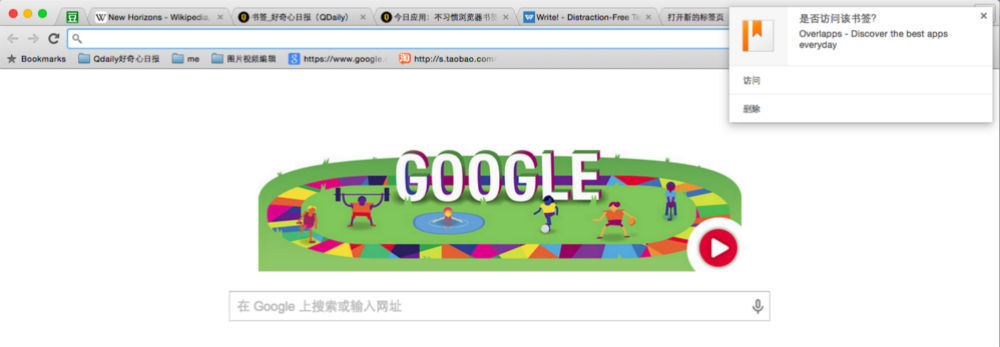 New Horizons - Wikipedia,
书签_好奇心日报（QDaily）
今日应用：不习惯浏览器书签
Write! - Distraction-Free Te
打开新的标签页
Bookmarks
Qdaily好奇心日报
me
图片视频编辑
https://www.google.
http://s.taobao.com
是否访问该书签?
Overlapps - Discover the best apps
everyday
访问
删除
GOOGLE
在 Google 上搜索或输入网址